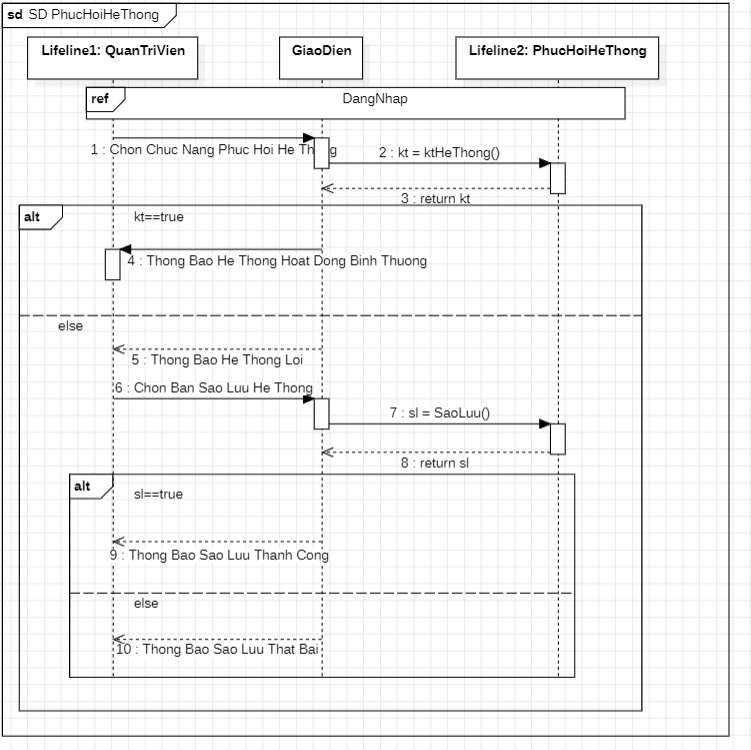 sd SD PhucHoiHeThong
Lifeline1: QuanTriVien
GiaoDien
Lifeline2: PhucHoiHeThong
ref
DangNhap
1 : Chon Chuc Nang Phuc Hoi He Th g
2 : kt = ktHeThong()
3 : return kt
alt
kt==true
4 : Thong Bao He Thong Hoat Dong Binh Thuong
else
5 : Thong Bao He Thong Loi
6 : Chon Ban Sao Luu He Thong
7 : sl = SaoLuu()
8 : return sl
alt
sl==true
9 : Thong Bao Sao Luu Thanh Cong
else
10 : Thong Bao Sao Luu That Bai